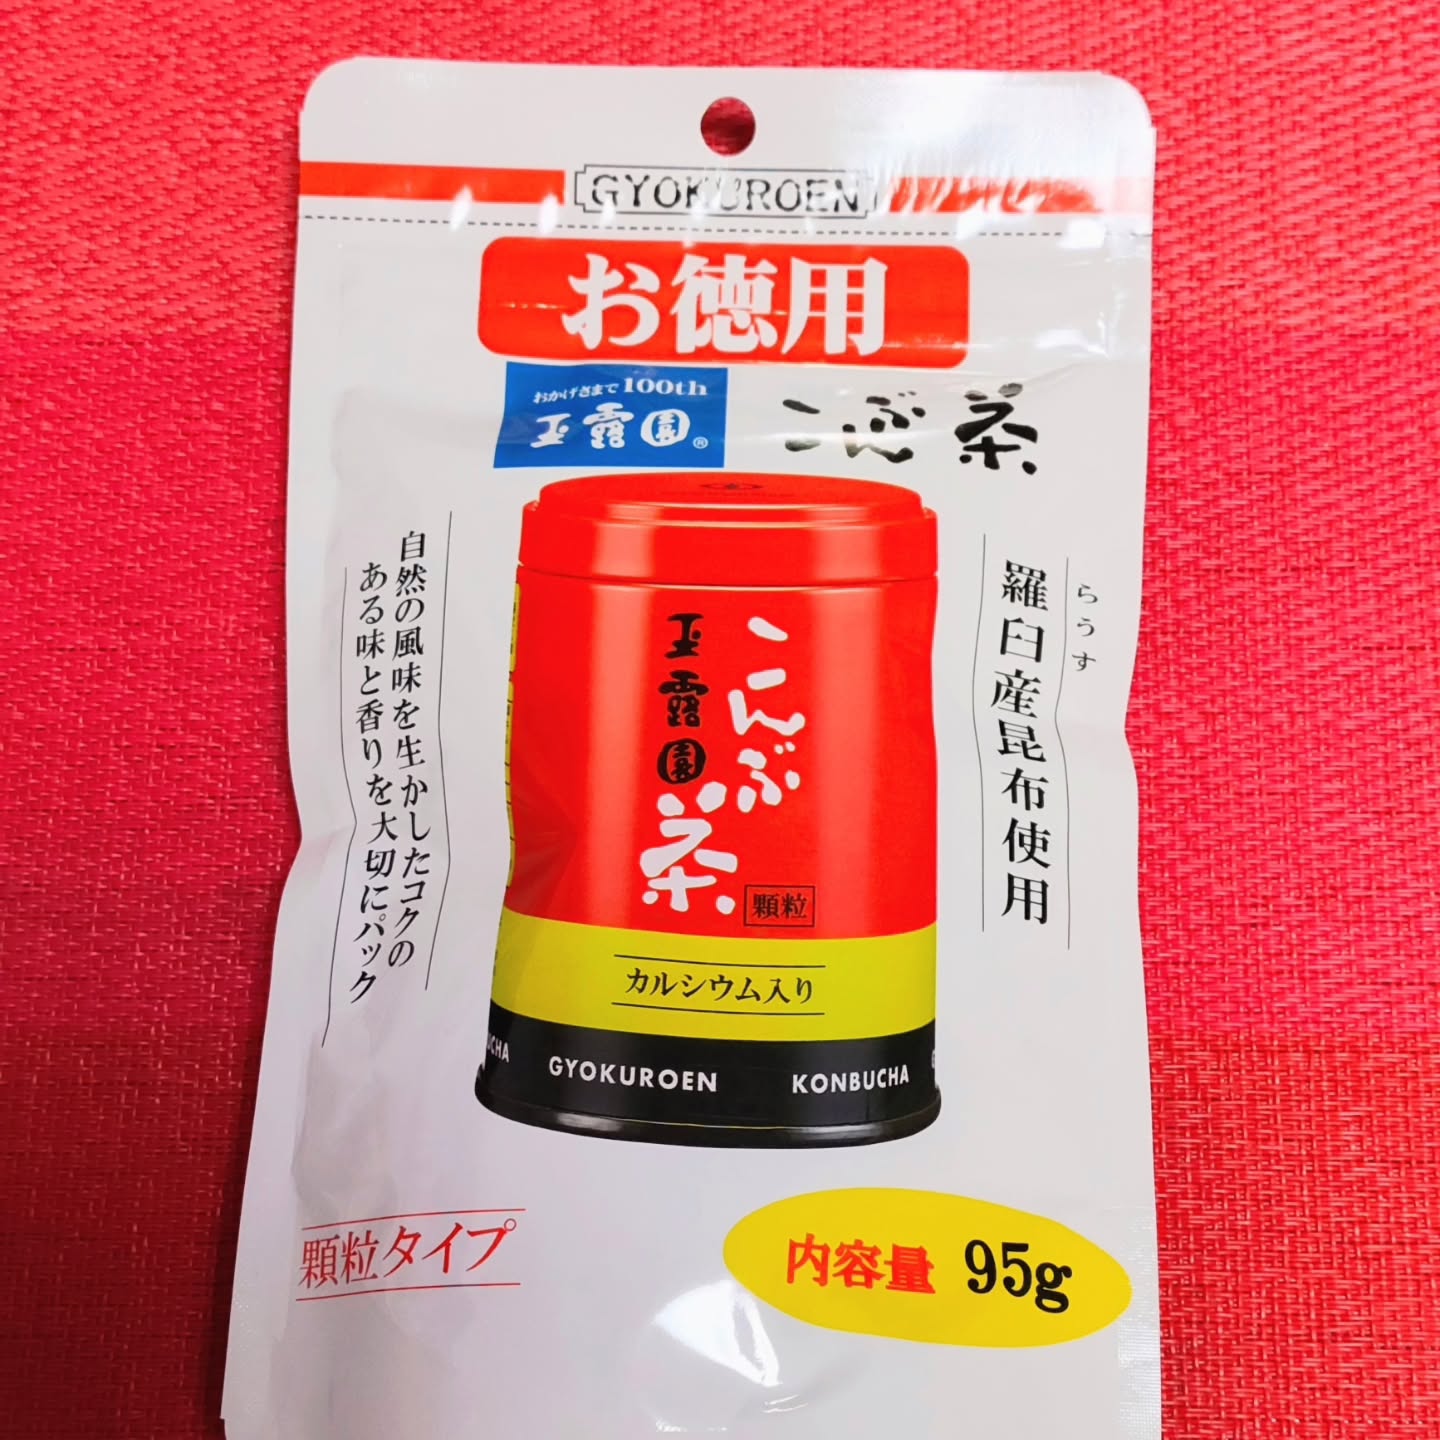 GYOKUROEN
お徳用
おかげさまで100th
玉露園®
こんぶ茶
らうす
羅臼産昆布使用
自然の風味を生かしたコクの
ある味と香りを大切にパック
こんぶ茶
玉露園
顆粒
カルシウム入り
UCHA GYOKUROEN KONBUCHA G
顆粒タイプ
内容量 95g